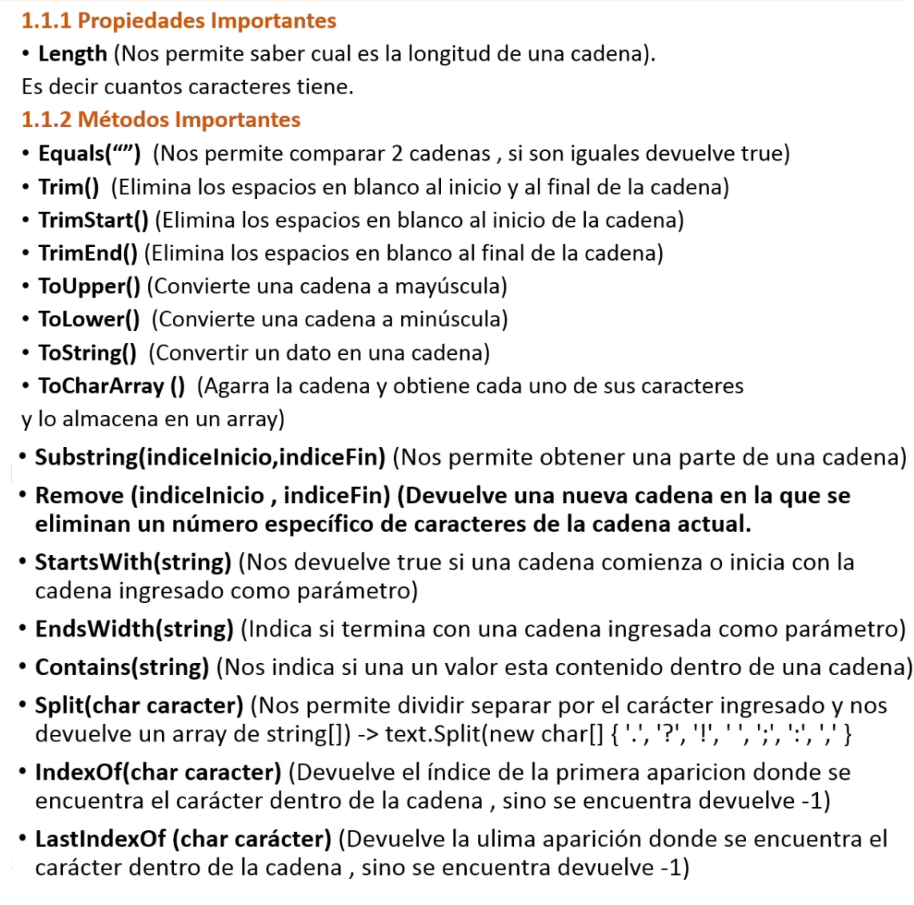 1.1.1 Propiedades Importantes
• Length (Nos permite saber cual es la longitud de una cadena).
Es decir cuantos caracteres tiene.
1.1.2 Métodos Importantes
• Equals(“”) (Nos permite comparar 2 cadenas , si son iguales devuelve true)
• Trim() (Elimina los espacios en blanco al inicio y al final de la cadena)
• TrimStart() (Elimina los espacios en blanco al inicio de la cadena)
• TrimEnd() (Elimina los espacios en blanco al final de la cadena)
• ToUpper() (Convierte una cadena a mayúscula)
• ToLower() (Convierte una cadena a minúscula)
• ToString() (Convertir un dato en una cadena)
• ToCharArray () (Agarra la cadena y obtiene cada uno de sus caracteres
y lo almacena en un array)
• Substring(indiceInicio,indiceFin) (Nos permite obtener una parte de una cadena)
• Remove (indiceInicio , indiceFin) (Devuelve una nueva cadena en la que se
eliminan un número específico de caracteres de la cadena actual.
• StartsWith(string) (Nos devuelve true si una cadena comienza o inicia con la
cadena ingresado como parámetro)
• EndsWidth(string) (Indica si termina con una cadena ingresada como parámetro)
• Contains(string) (Nos indica si una un valor esta contenido dentro de una cadena)
• Split(char caracter) (Nos permite dividir separar por el carácter ingresado y nos
devuelve un array de string[]) -> text.Split(new char[] { '.', '?', '!', ' ', ';', ':', ',' }
• IndexOf(char caracter) (Devuelve el índice de la primera aparicion donde se
encuentra el carácter dentro de la cadena , sino se encuentra devuelve -1)
• LastIndexOf (char carácter) (Devuelve la ulima aparición donde se encuentra el
carácter dentro de la cadena , sino se encuentra devuelve -1)